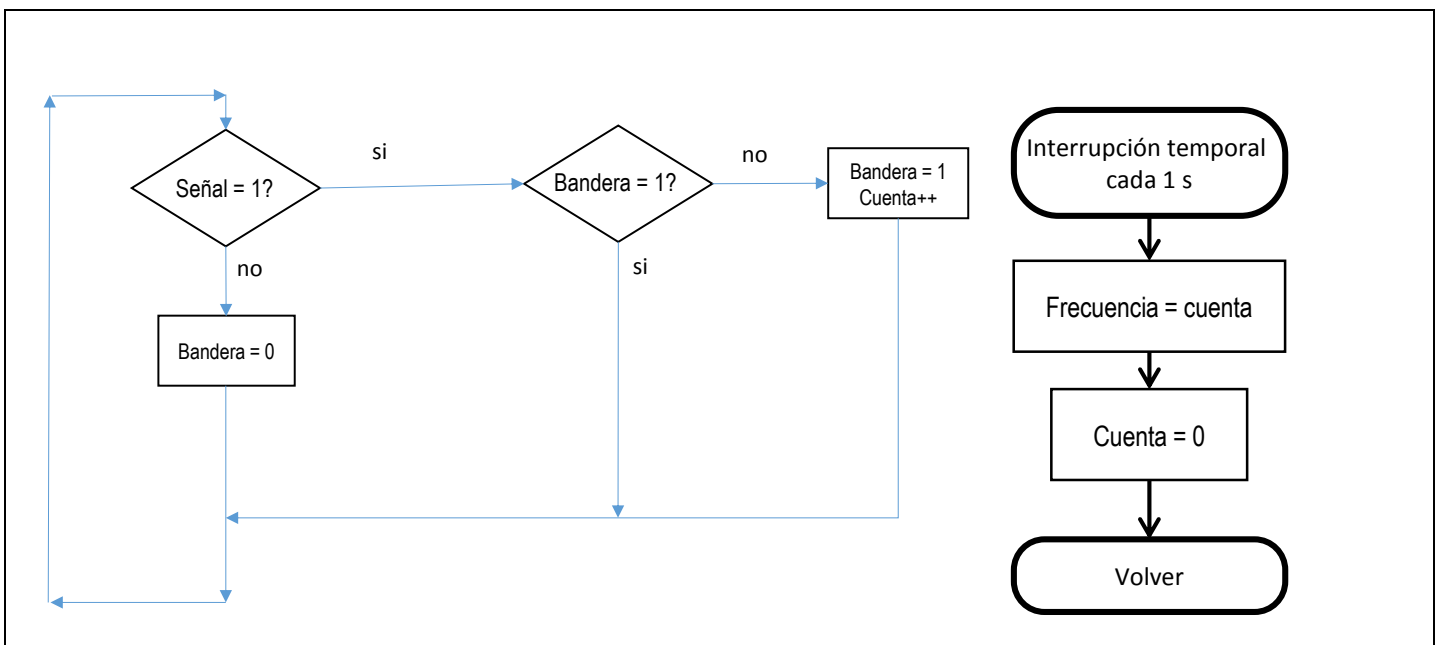 Señal = 1?
si
no
Bandera = 0
Bandera = 1?
no
si
Bandera = 1
Cuenta++
Interrupción temporal
cada 1 s
Frecuencia = cuenta
Cuenta = 0
Volver